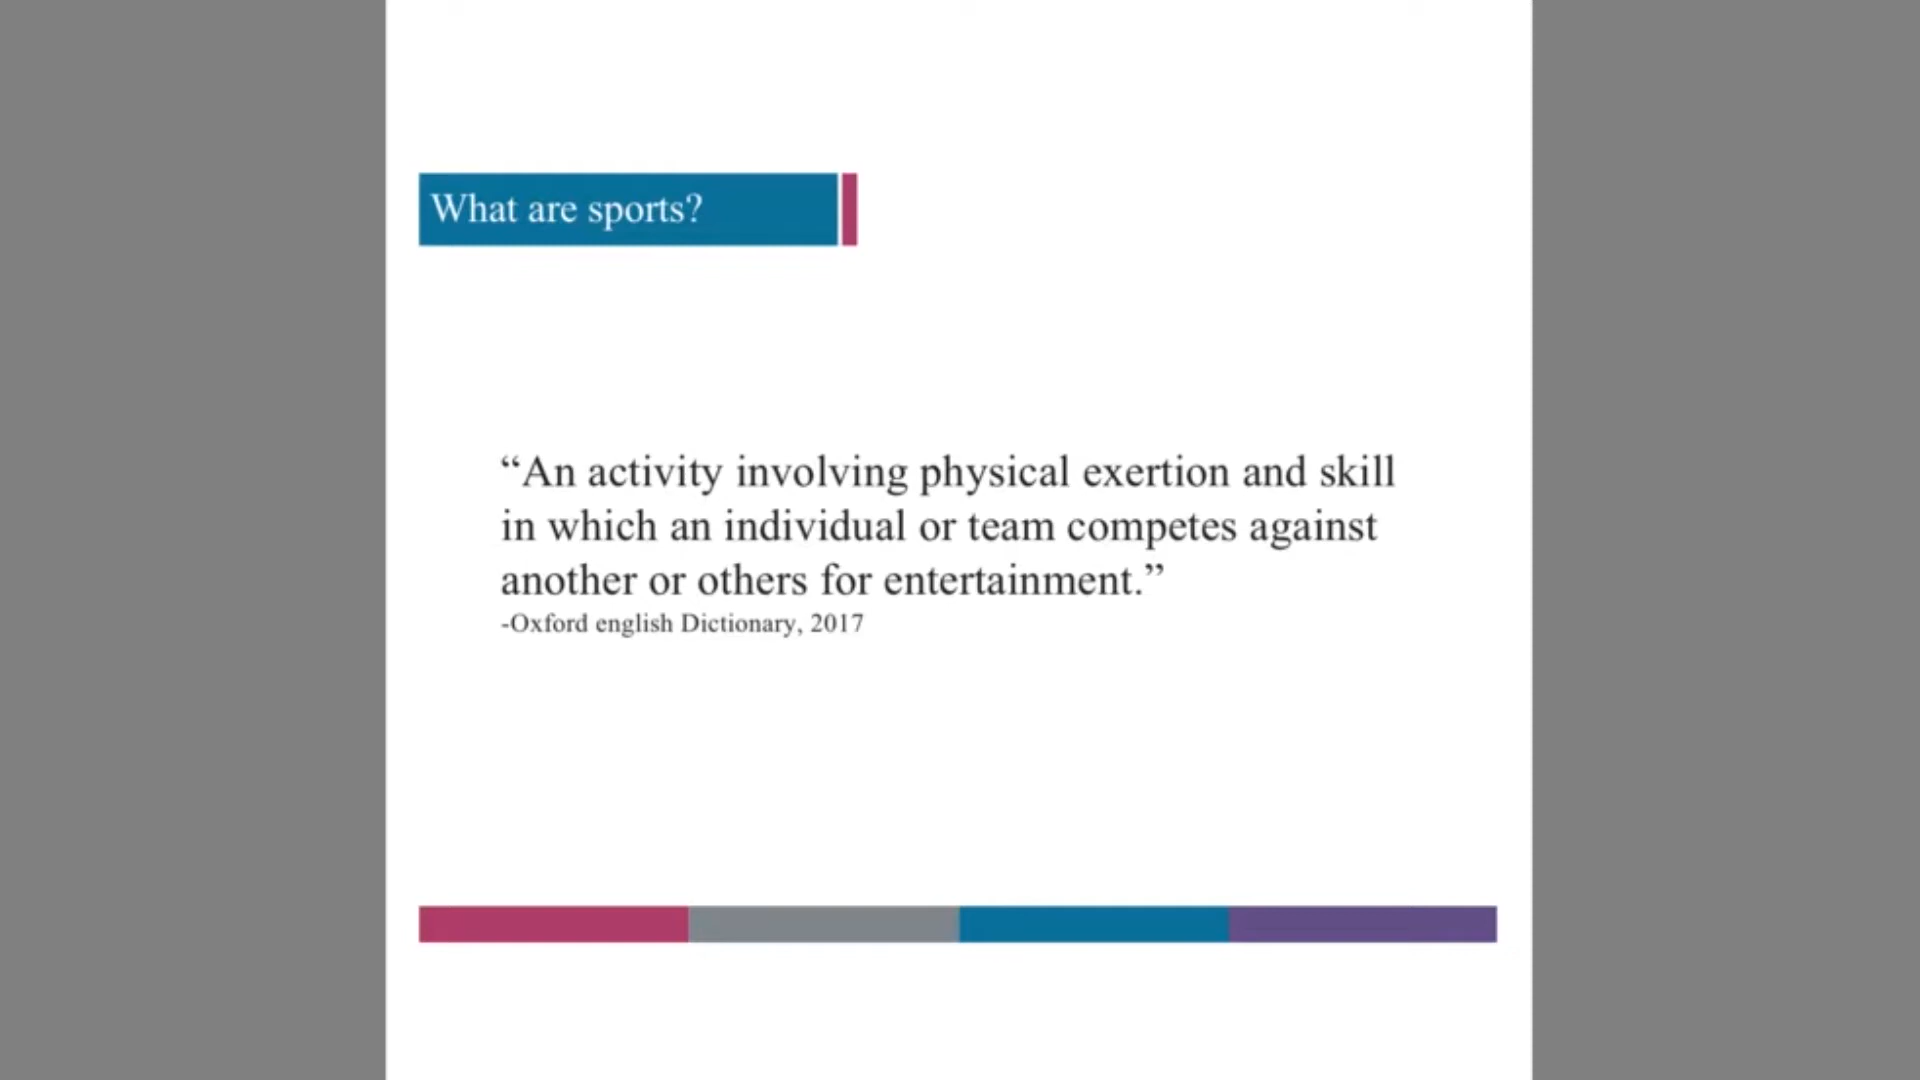 What are sports?
“An activity involving physical exertion and skill
in which an individual or team competes against
another or others for entertainment.”
-Oxford english Dictionary, 2017